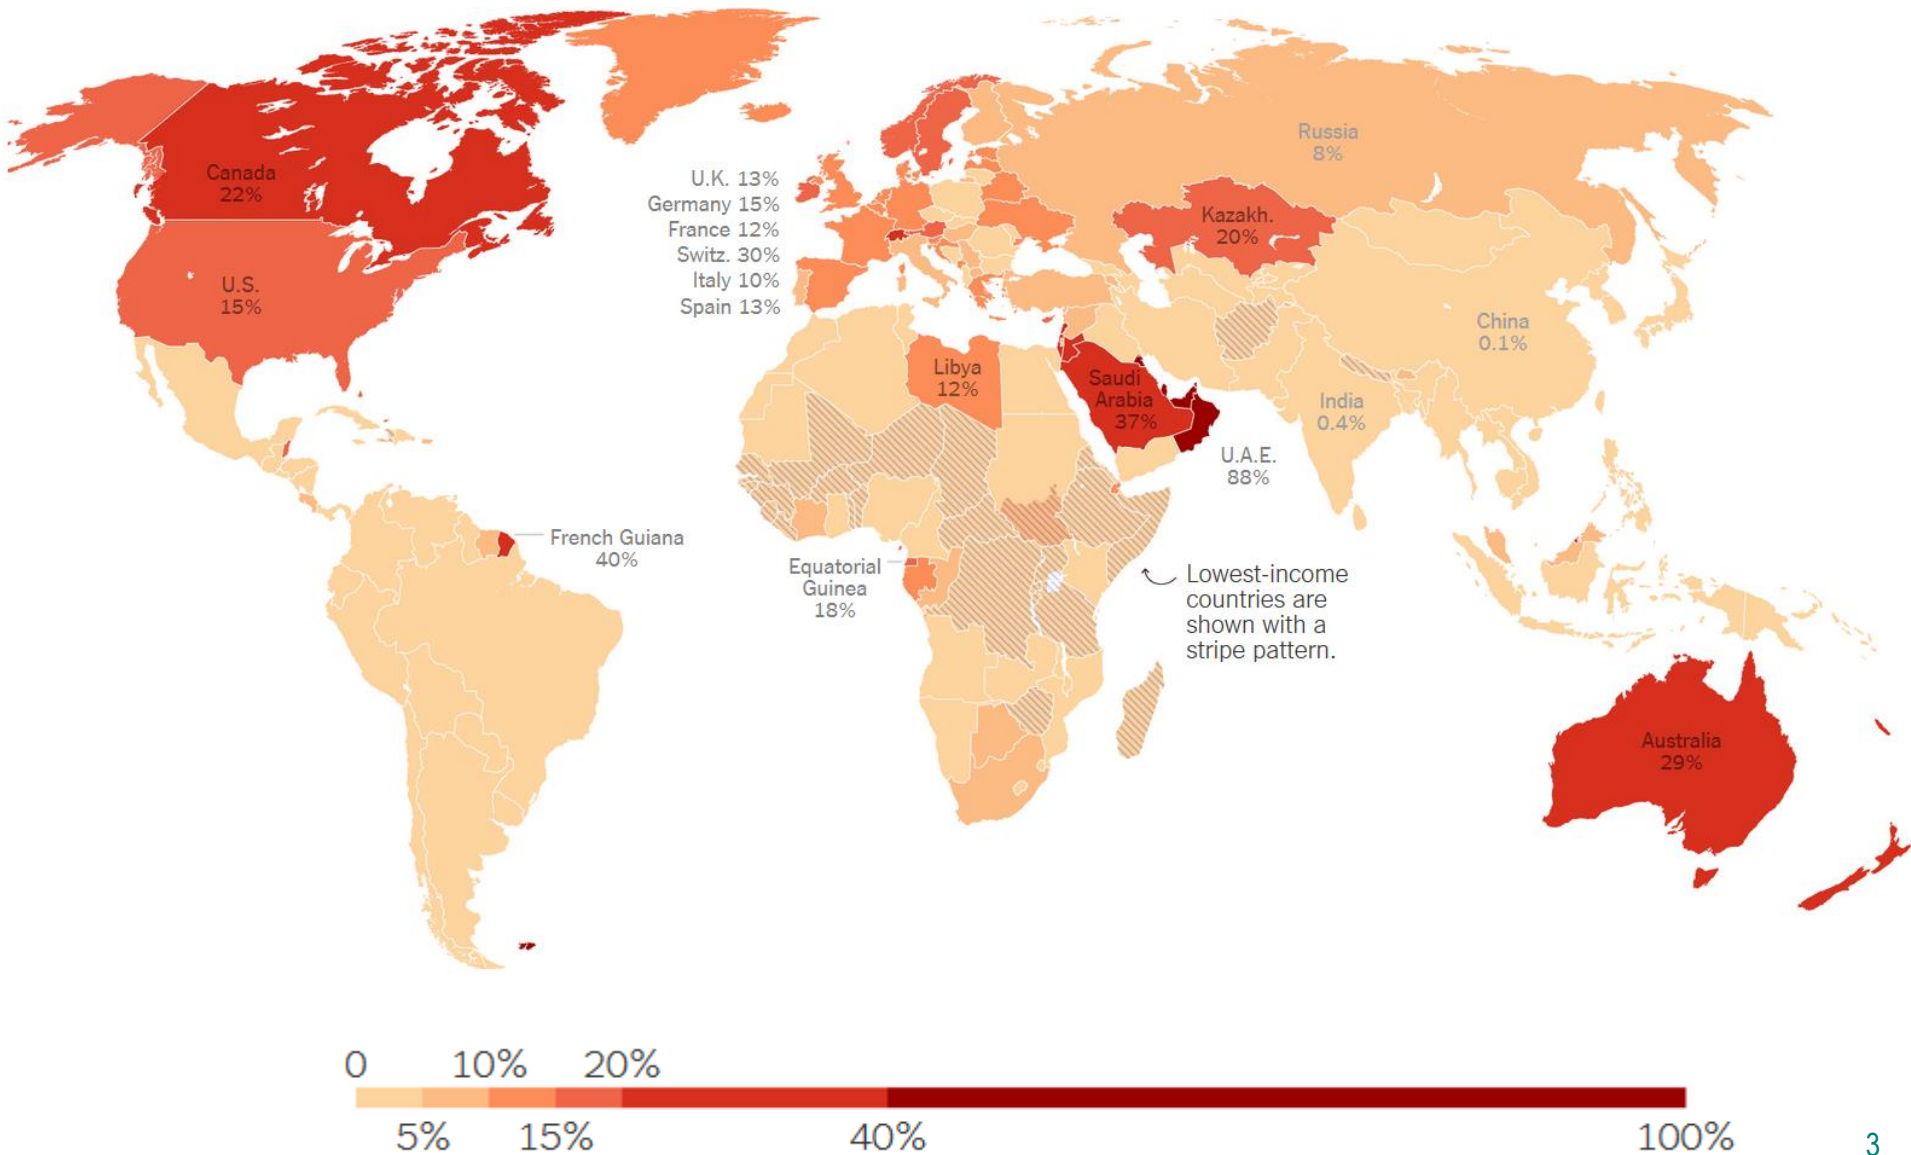 Canada
22%
U.S.
15%
U.K. 13%
Germany 15%
France 12%
Switz. 30%
Italy 10%
Spain 13%
Russia
8%
Kazakh.
20%
China
0.1%
India
0.4%
Libya
12%
Saudi
Arabia
37%
U.A.E.
88%
French Guiana
40%
Equatorial
Guinea
18%
Lowest-income
countries are
shown with a
stripe pattern.
Australia
29%
0 10% 20%
5% 15% 40% 100%
3